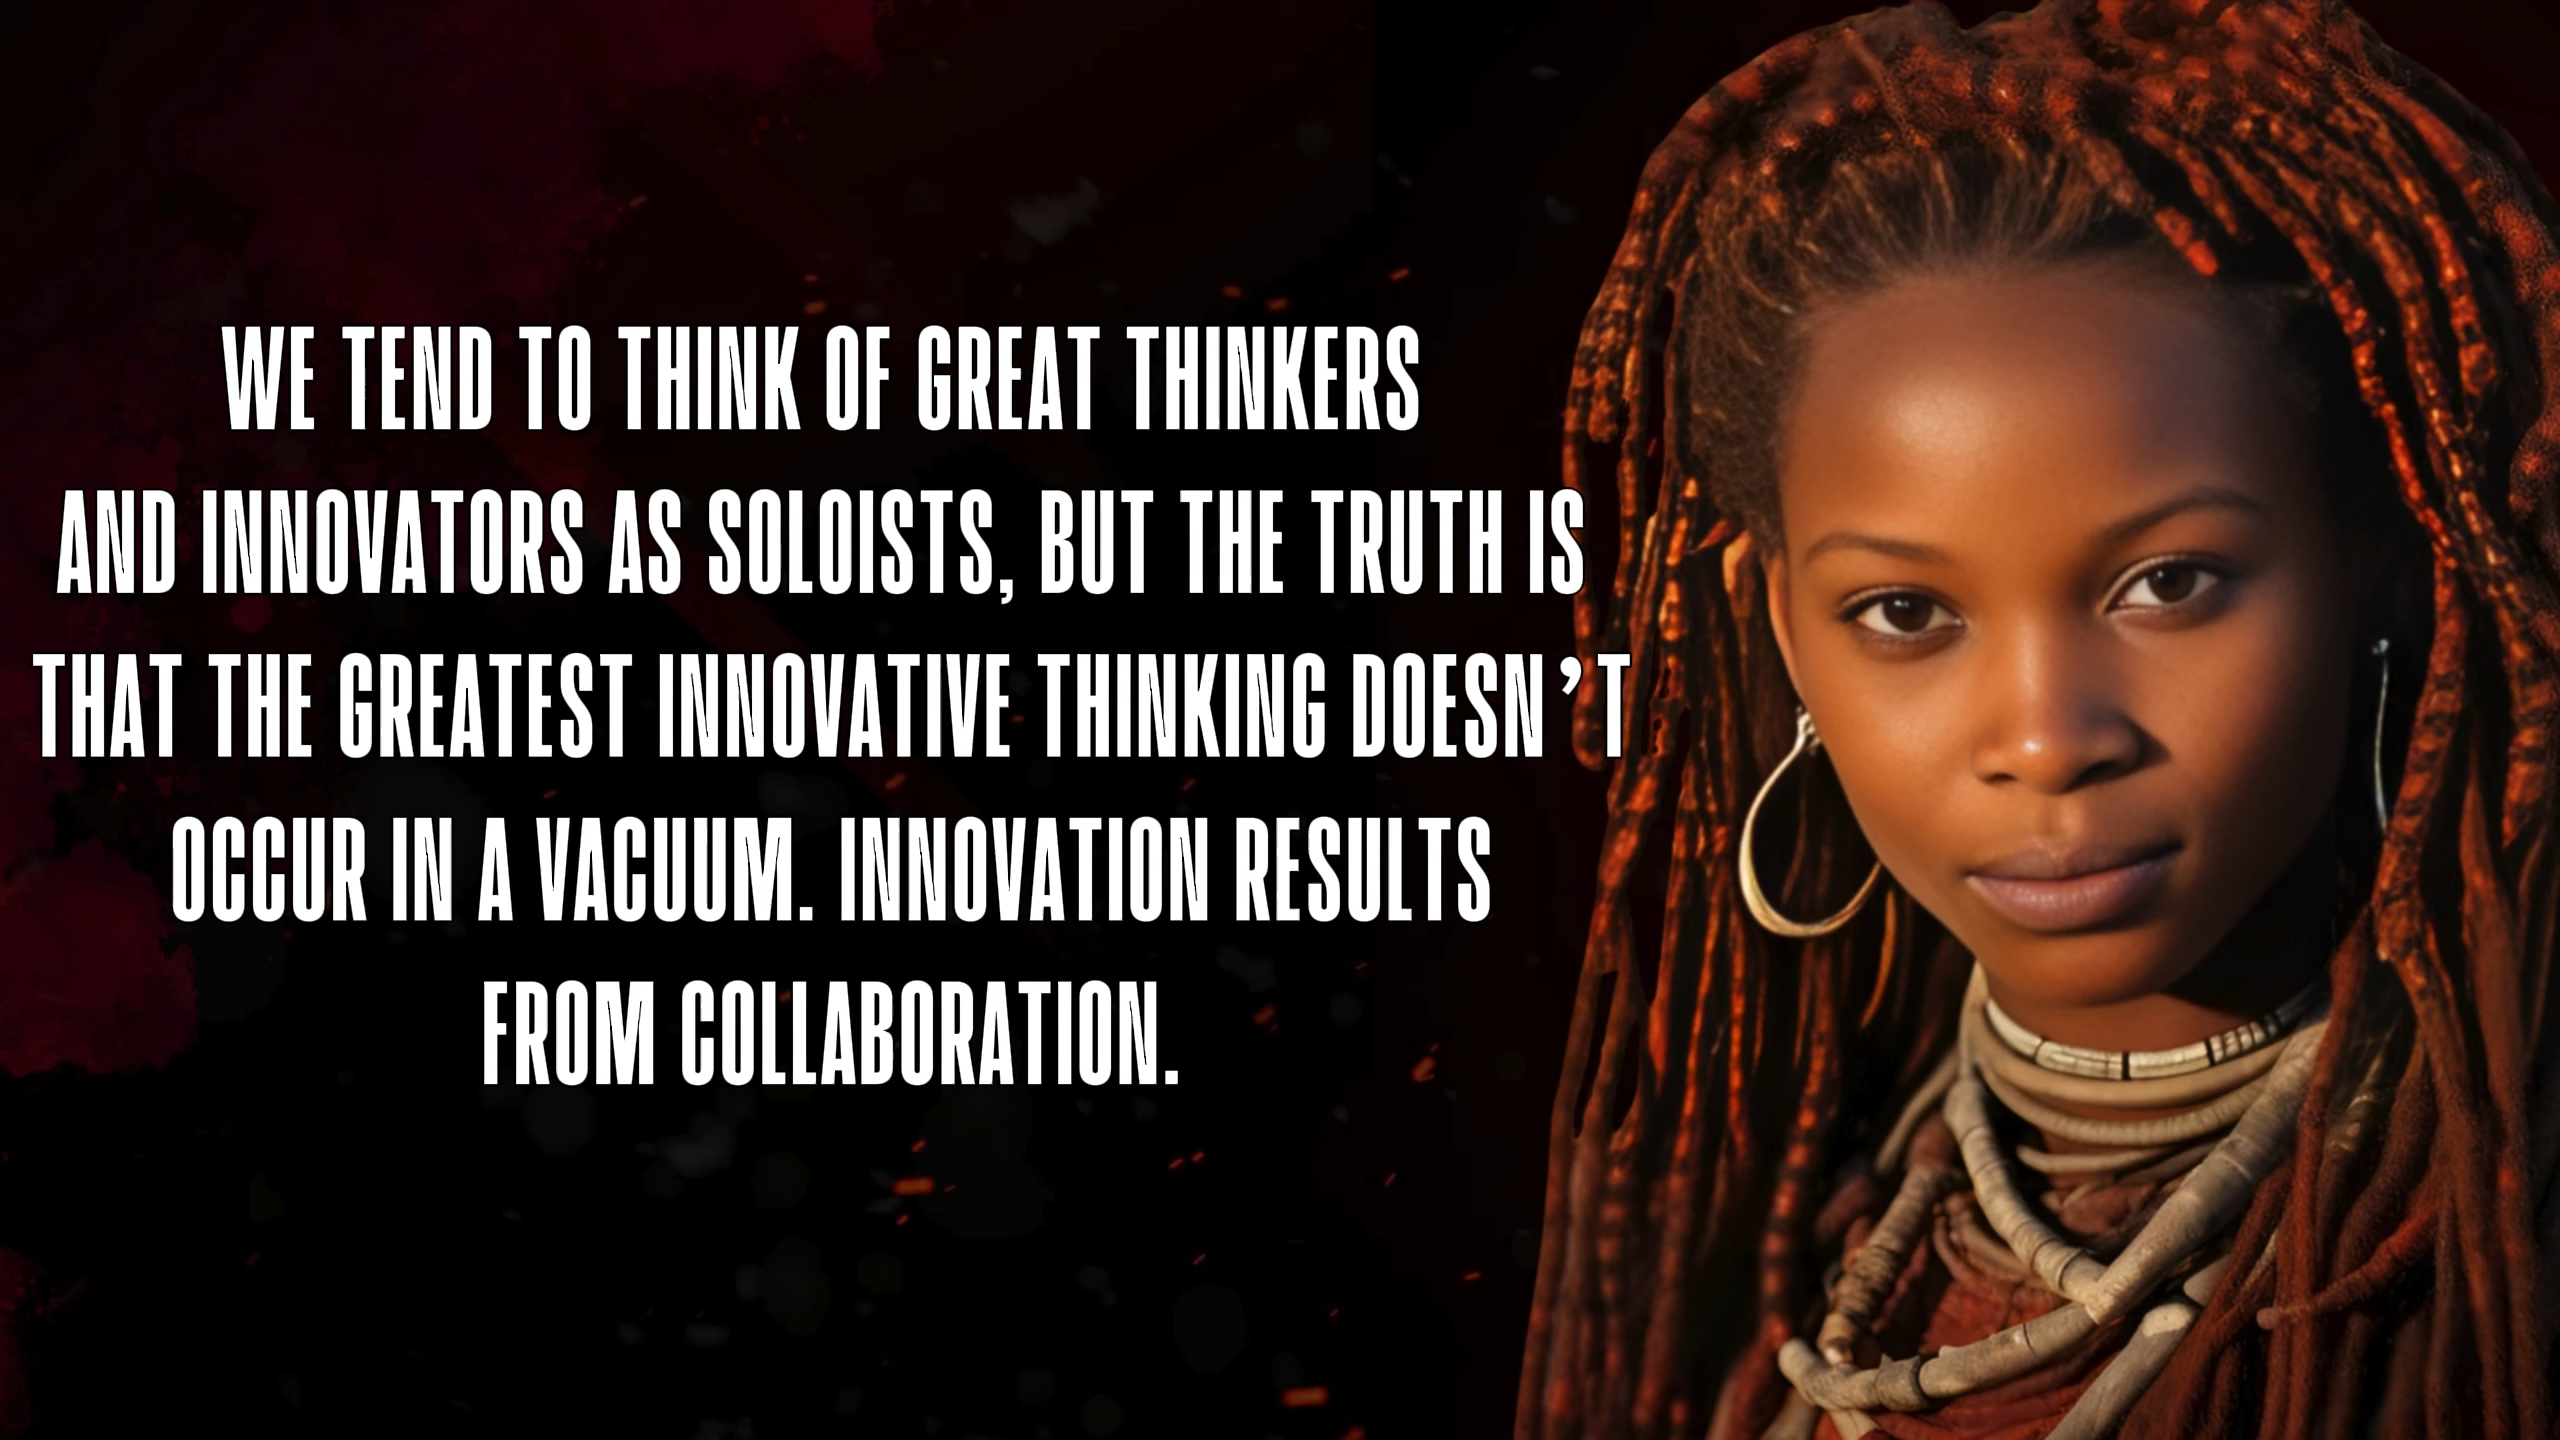 WE TEND TO THINK OF GREAT THINKERS
AND INNOVATORS AS SOLOISTS, BUT THE TRUTH IS
THAT THE GREATEST INNOVATIVE THINKING DOESN’T
OCCUR IN A VACUUM. INNOVATION RESULTS
FROM COLLABORATION.